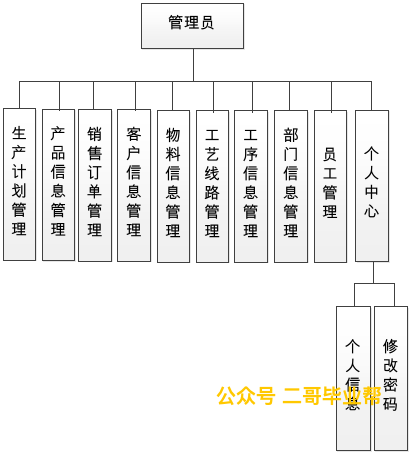 管理员
生产计划管理
产品信息管理
销售订单管理
客户信息管理
物料信息管理
工艺线路管理
工序信息管理
部门信息管理
员工管理
个人中心
个人信息
修改密码
公众号 二哥毕业帮